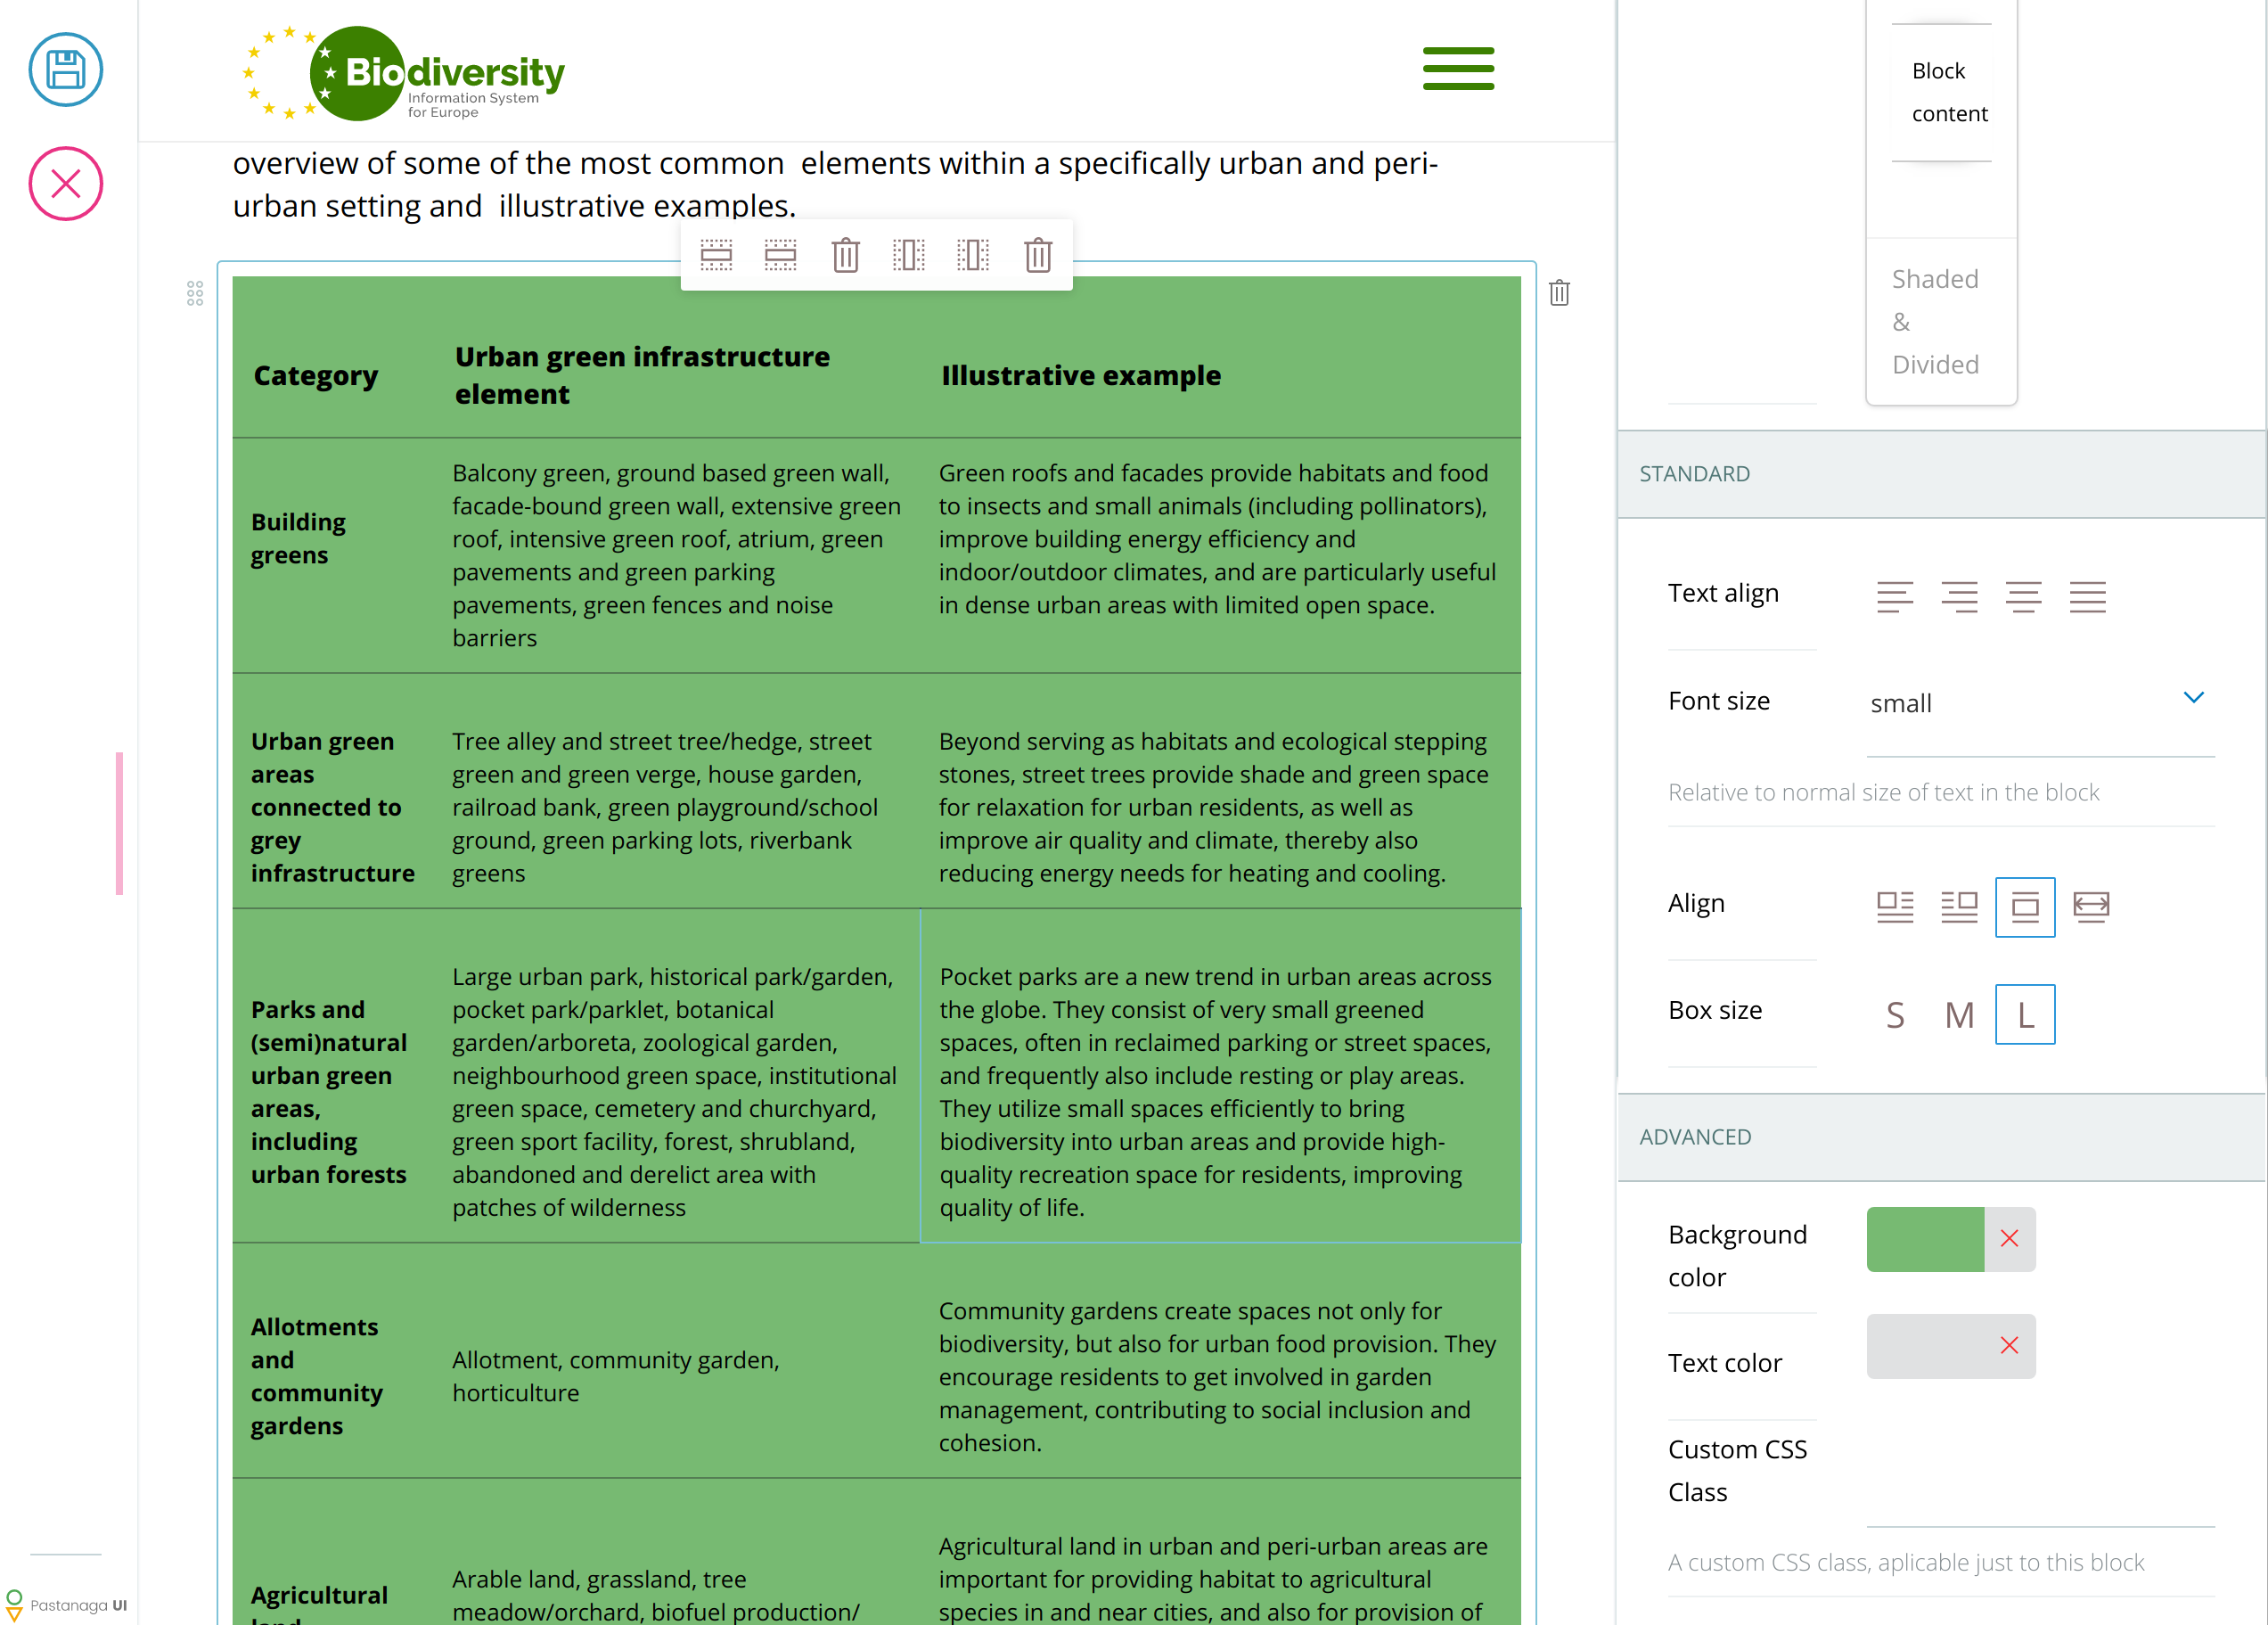 Biodiversity
Information System
for Europe
overview of some of the most common  elements within a specifically urban and peri-
urban setting and  illustrative examples.
Category
Urban green infrastructure
element
Illustrative example
Building
greens
Balcony green, ground based green wall,
facade-bound green wall, extensive green
roof, intensive green roof, atrium, green
pavements and green parking
pavements, green fences and noise
barriers
Green roofs and facades provide habitats and food
to insects and small animals (including pollinators),
improve building energy efficiency and
indoor/outdoor climates, and are particularly useful
in dense urban areas with limited open space.
Urban green
areas
connected to
grey
infrastructure
Tree alley and street tree/hedge, street
green and green verge, house garden,
railroad bank, green playground/school
ground, green parking lots, riverbank
greens
Beyond serving as habitats and ecological stepping
stones, street trees provide shade and green space
for relaxation for urban residents, as well as
improve air quality and climate, thereby also
reducing energy needs for heating and cooling.
Parks and
(semi)natural
urban green
areas,
including
urban forests
Large urban park, historical park/garden,
pocket park/parklet, botanical
garden/arboreta, zoological garden,
neighbourhood green space, institutional
green space, cemetery and churchyard,
green sport facility, forest, shrubland,
abandoned and derelict area with
patches of wilderness
Pocket parks are a new trend in urban areas across
the globe. They consist of very small greened
spaces, often in reclaimed parking or street spaces,
and frequently also include resting or play areas.
They utilize small spaces efficiently to bring
biodiversity into urban areas and provide high-
quality recreation space for residents, improving
quality of life.
Allotments
and
community
gardens
Allotment, community garden,
horticulture
Community gardens create spaces not only for
biodiversity, but also for urban food provision. They
encourage residents to get involved in garden
management, contributing to social inclusion and
cohesion.
Agricultural
land
Arable land, grassland, tree
meadow/orchard, biofuel production/
Agricultural land in urban and peri-urban areas are
important for providing habitat to agricultural
species in and near cities, and also for provision of
Pastanaga UI
Block
content
Shaded
&
Divided
STANDARD
Text align
Font size
small
Relative to normal size of text in the block
Align
Box size
S M L
ADVANCED
Background
color
Text color
Custom CSS
Class
A custom CSS class, aplicable just to this block